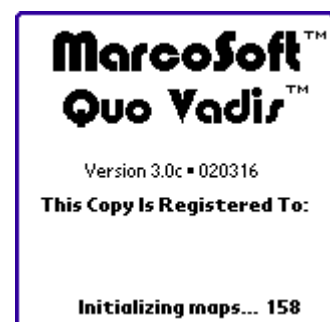 MarcoSoft™
Quo Vadis™
Version 3.0c ▪ 020316
This Copy Is Registered To:
Initializing maps... 158